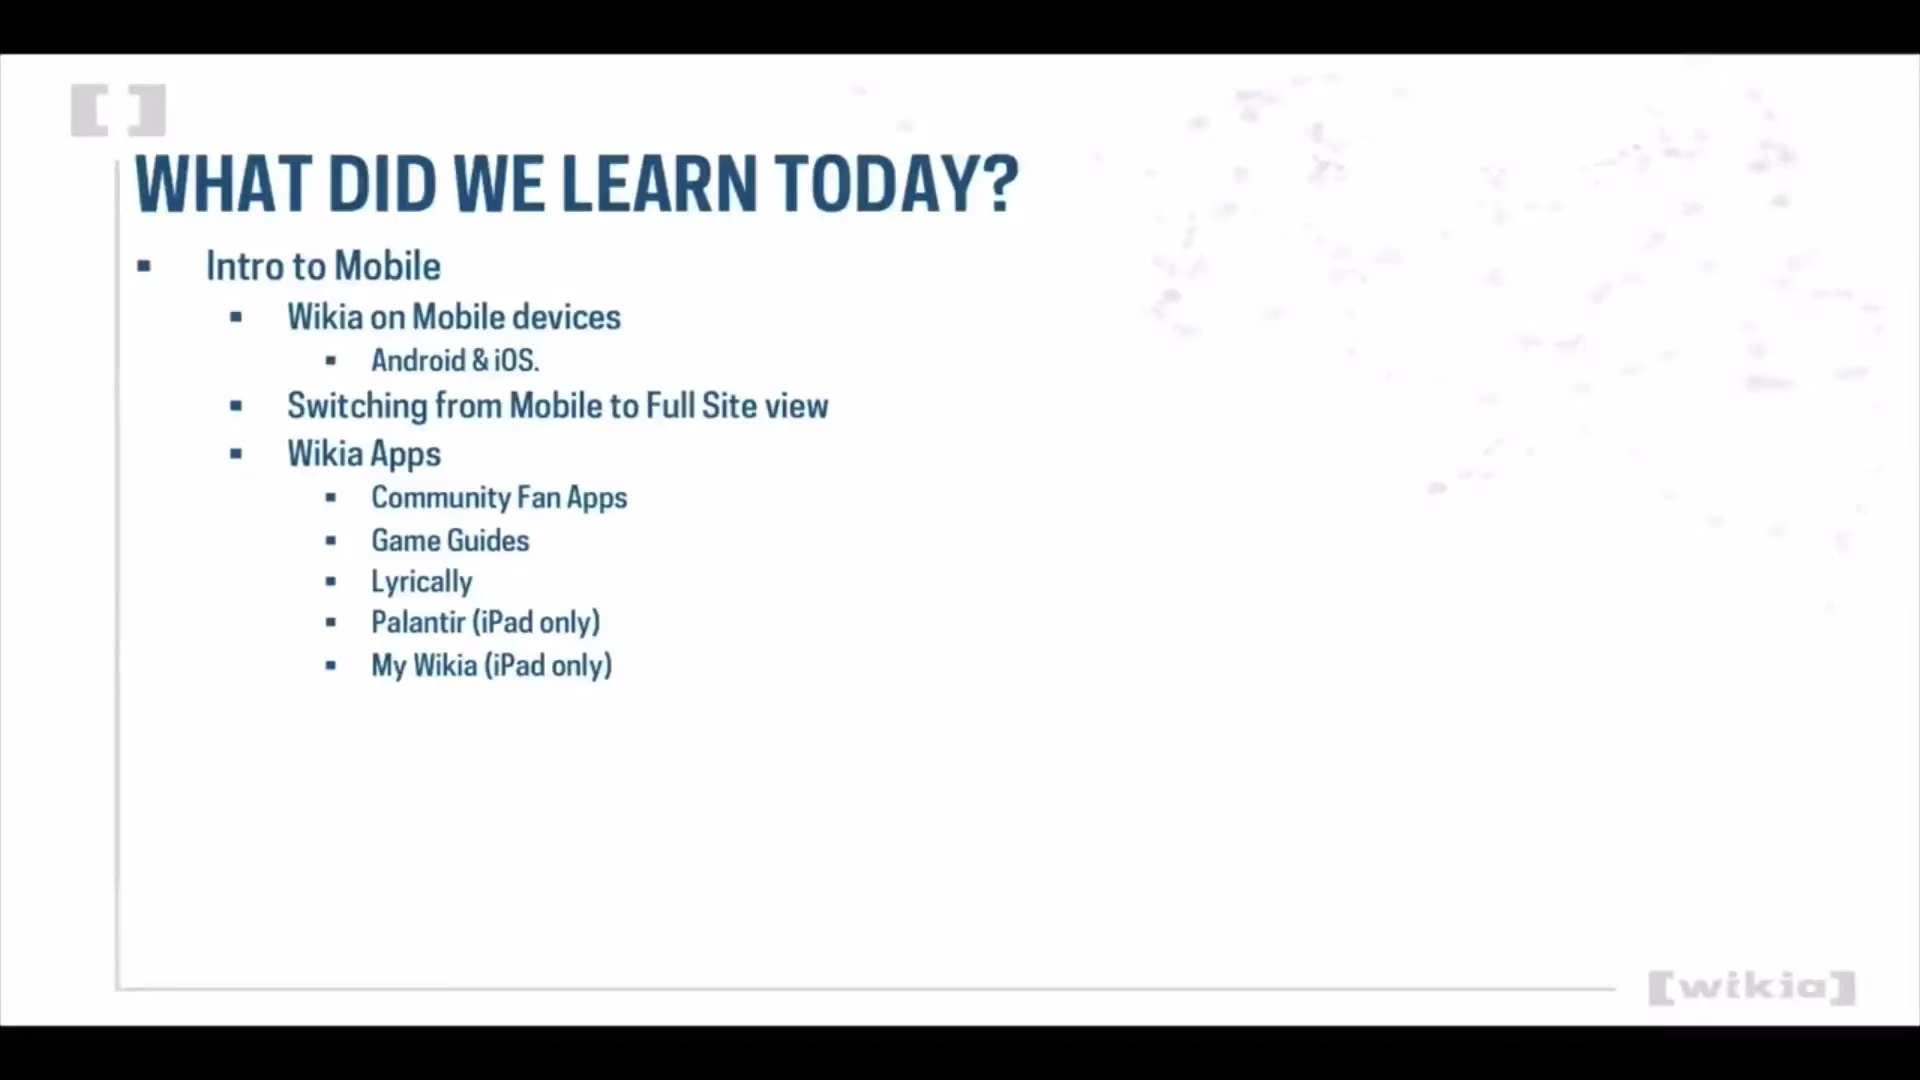 WHAT DID WE LEARN TODAY?
Intro to Mobile
Wikia on Mobile devices
Android & iOS.
Switching from Mobile to Full Site view
Wikia Apps
Community Fan Apps
Game Guides
Lyrically
Palantir (iPad only)
My Wikia (iPad only)
[wikia]